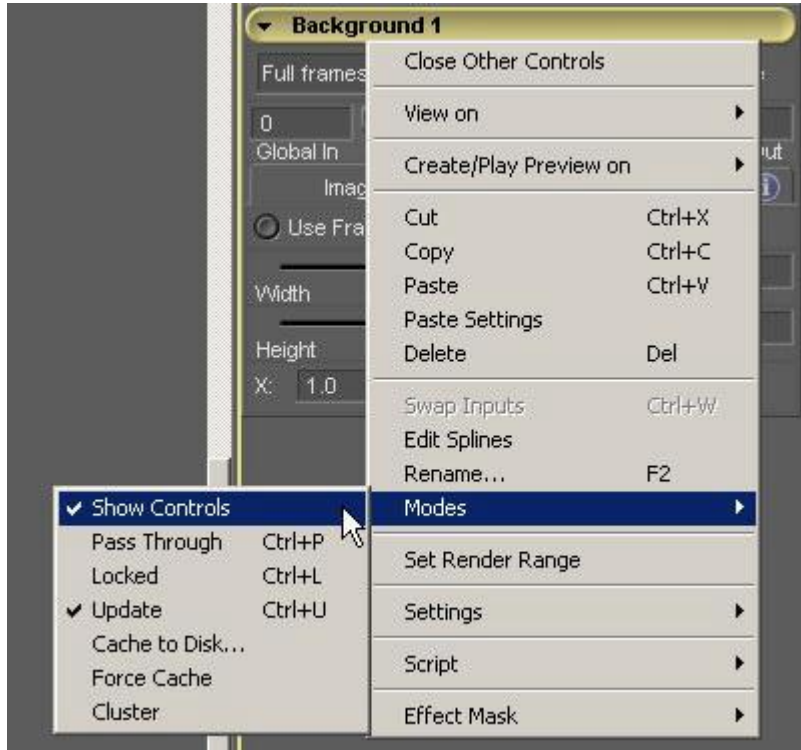 Background 1
Full frames
Close Other Controls
0
View on
Global In
Create/Play Preview on
Imag
Cut Ctrl+X
Use Fra
Copy Ctrl+C
Paste Ctrl+V
Width
Paste Settings
Height
Delete Del
X: 1.0
Swap Inputs Ctrl+W
Edit Splines
Rename... F2
Modes
Set Render Range
Settings
Script
Effect Mask
Show Controls
Pass Through Ctrl+P
Locked Ctrl+L
Update Ctrl+U
Cache to Disk...
Force Cache
Cluster